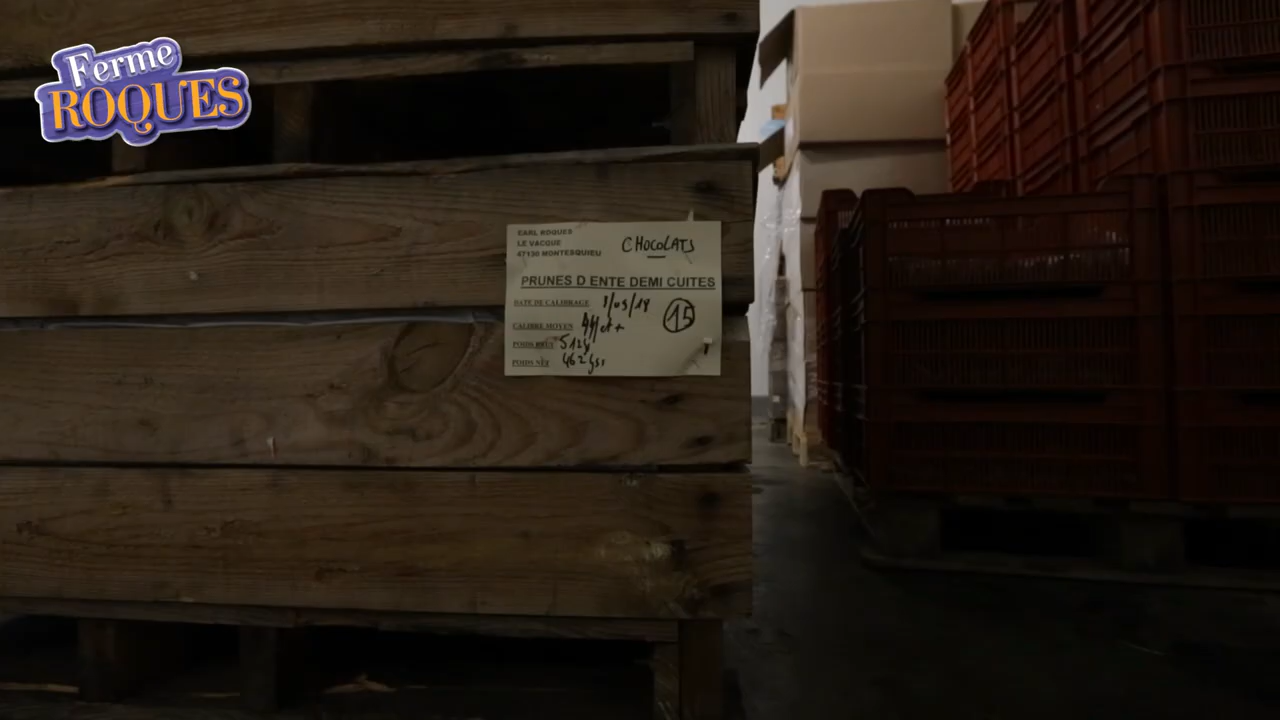 Ferme
ROQUES
EARL ROQUES
LE VACQUE
47130 MONTESQUIEU
CHOCOLATS
PRUNES D ENTE DEMI CUITES
DATE DE CALIBRAGE
15
CALIBRE MOYEN
POIDS BRUT
POIDS NET